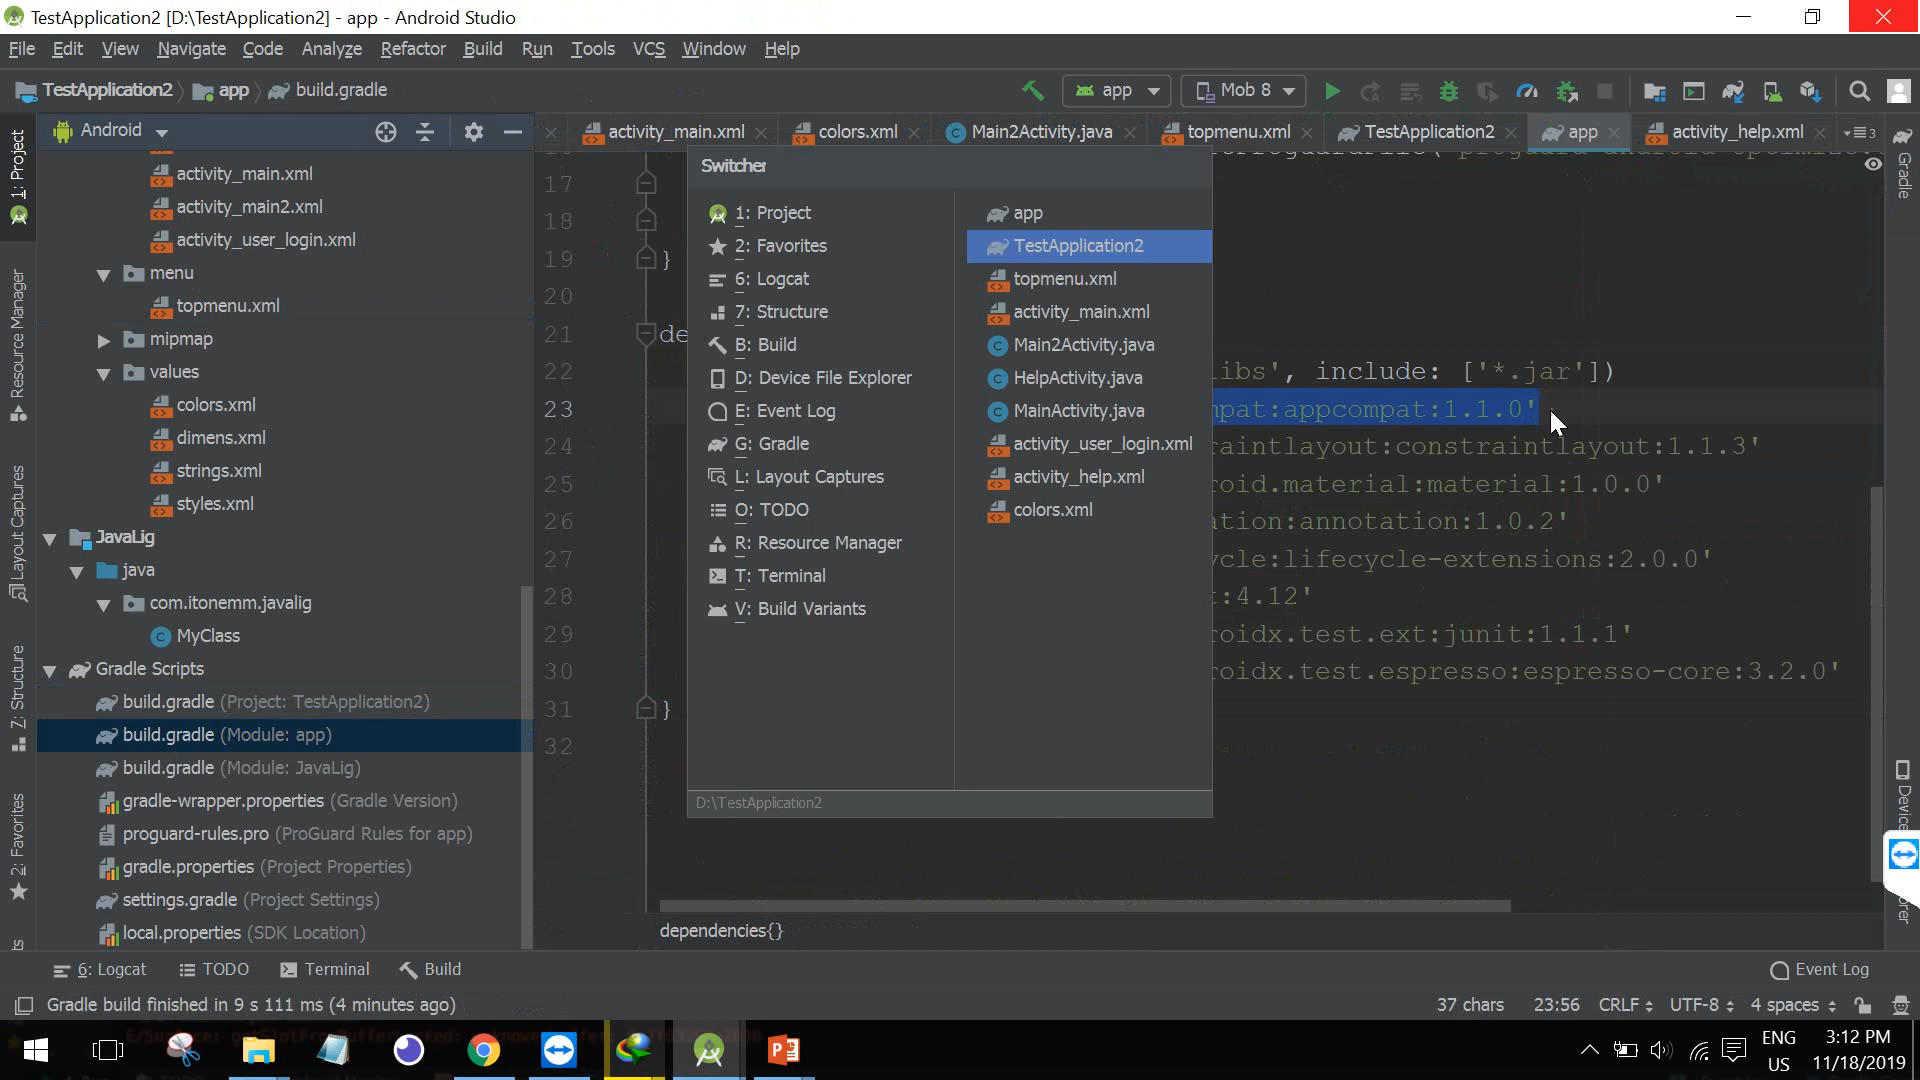 TestApplication2 [D:\TestApplication2] - app - Android Studio
File Edit View Navigate Code Analyze Refactor Build Run Tools VCS Window Help
TestApplication2 app build.gradle
app Mob 8
Android
activity_main.xml colors.xml Main2Activity.java topmenu.xml TestApplication2 app activity_help.xml 3
1: Project
Resource Manager
Layout Captures
7: Structure
2: Favorites
activity_main.xml
activity_main2.xml
activity_user_login.xml
menu
topmenu.xml
mipmap
values
colors.xml
dimens.xml
strings.xml
styles.xml
JavaLig
java
com.itonemm.javalig
MyClass
Gradle Scripts
build.gradle (Project: TestApplication2)
build.gradle (Module: app)
build.gradle (Module: JavaLig)
gradle-wrapper.properties (Gradle Version)
proguard-rules.pro (ProGuard Rules for app)
gradle.properties (Project Properties)
settings.gradle (Project Settings)
local.properties (SDK Location)
17
18
19 }
20
21 de
22 ibs', include: ['*.jar'])
23 mpat:appcompat:1.1.0'
24 raintlayout:constraintlayout:1.1.3'
25 roid.material:material:1.0.0'
26 ation:annotation:1.0.2'
27 ycle:lifecycle-extensions:2.0.0'
28 t:4.12'
29 roidx.test.ext:junit:1.1.1'
30 roidx.test.espresso:espresso-core:3.2.0'
31 }
32
Switcher
1: Project
2: Favorites
6: Logcat
7: Structure
B: Build
D: Device File Explorer
E: Event Log
G: Gradle
L: Layout Captures
O: TODO
R: Resource Manager
T: Terminal
V: Build Variants
app
TestApplication2
topmenu.xml
activity_main.xml
Main2Activity.java
HelpActivity.java
MainActivity.java
activity_user_login.xml
activity_help.xml
colors.xml
D:\TestApplication2
dependencies{}
Gradle
Device
6: Logcat TODO Terminal Build Event Log
Gradle build finished in 9 s 111 ms (4 minutes ago) 37 chars 23:56 CRLF UTF-8 4 spaces
ENG
US
3:12 PM
11/18/2019